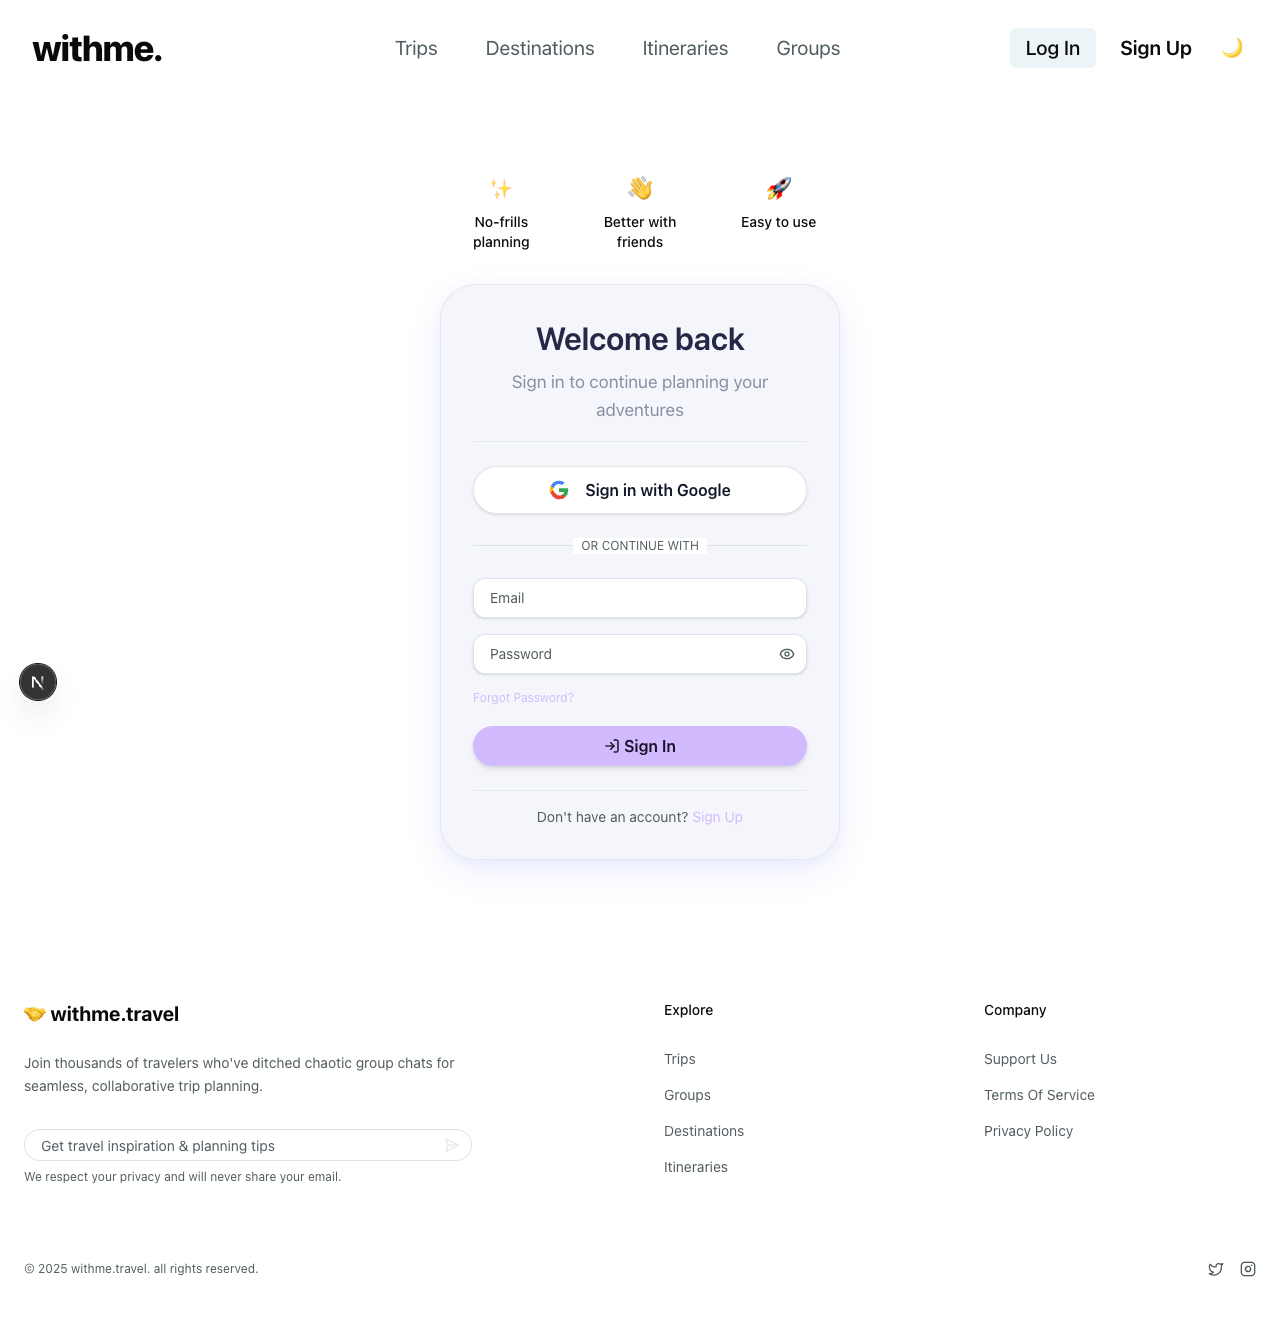 withme.
Trips
Destinations
Itineraries
Groups
Log In
Sign Up
No-frills
planning
Better with
friends
Easy to use
Welcome back
Sign in to continue planning your
adventures
Sign in with Google
OR CONTINUE WITH
Email
Password
Forgot Password?
Sign In
Don't have an account? Sign Up
N
withme.travel
Join thousands of travelers who've ditched chaotic group chats for
seamless, collaborative trip planning.
Get travel inspiration & planning tips
We respect your privacy and will never share your email.
Explore
Trips
Groups
Destinations
Itineraries
Company
Support Us
Terms Of Service
Privacy Policy
© 2025 withme.travel. all rights reserved.